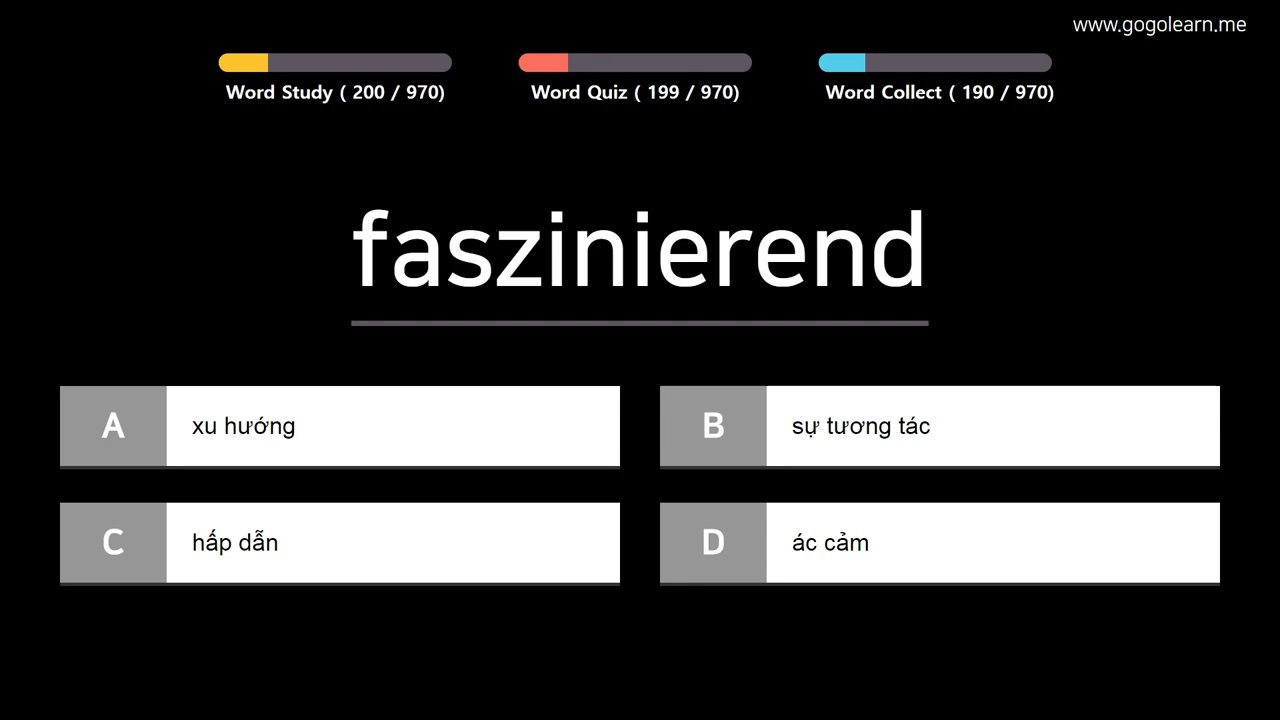 www.gogolearn.me
Word Study ( 200 / 970)
Word Quiz ( 199 / 970)
Word Collect ( 190 / 970)
faszinierend
A
xu hướng
B
sự tương tác
C
hấp dẫn
D
ác cảm